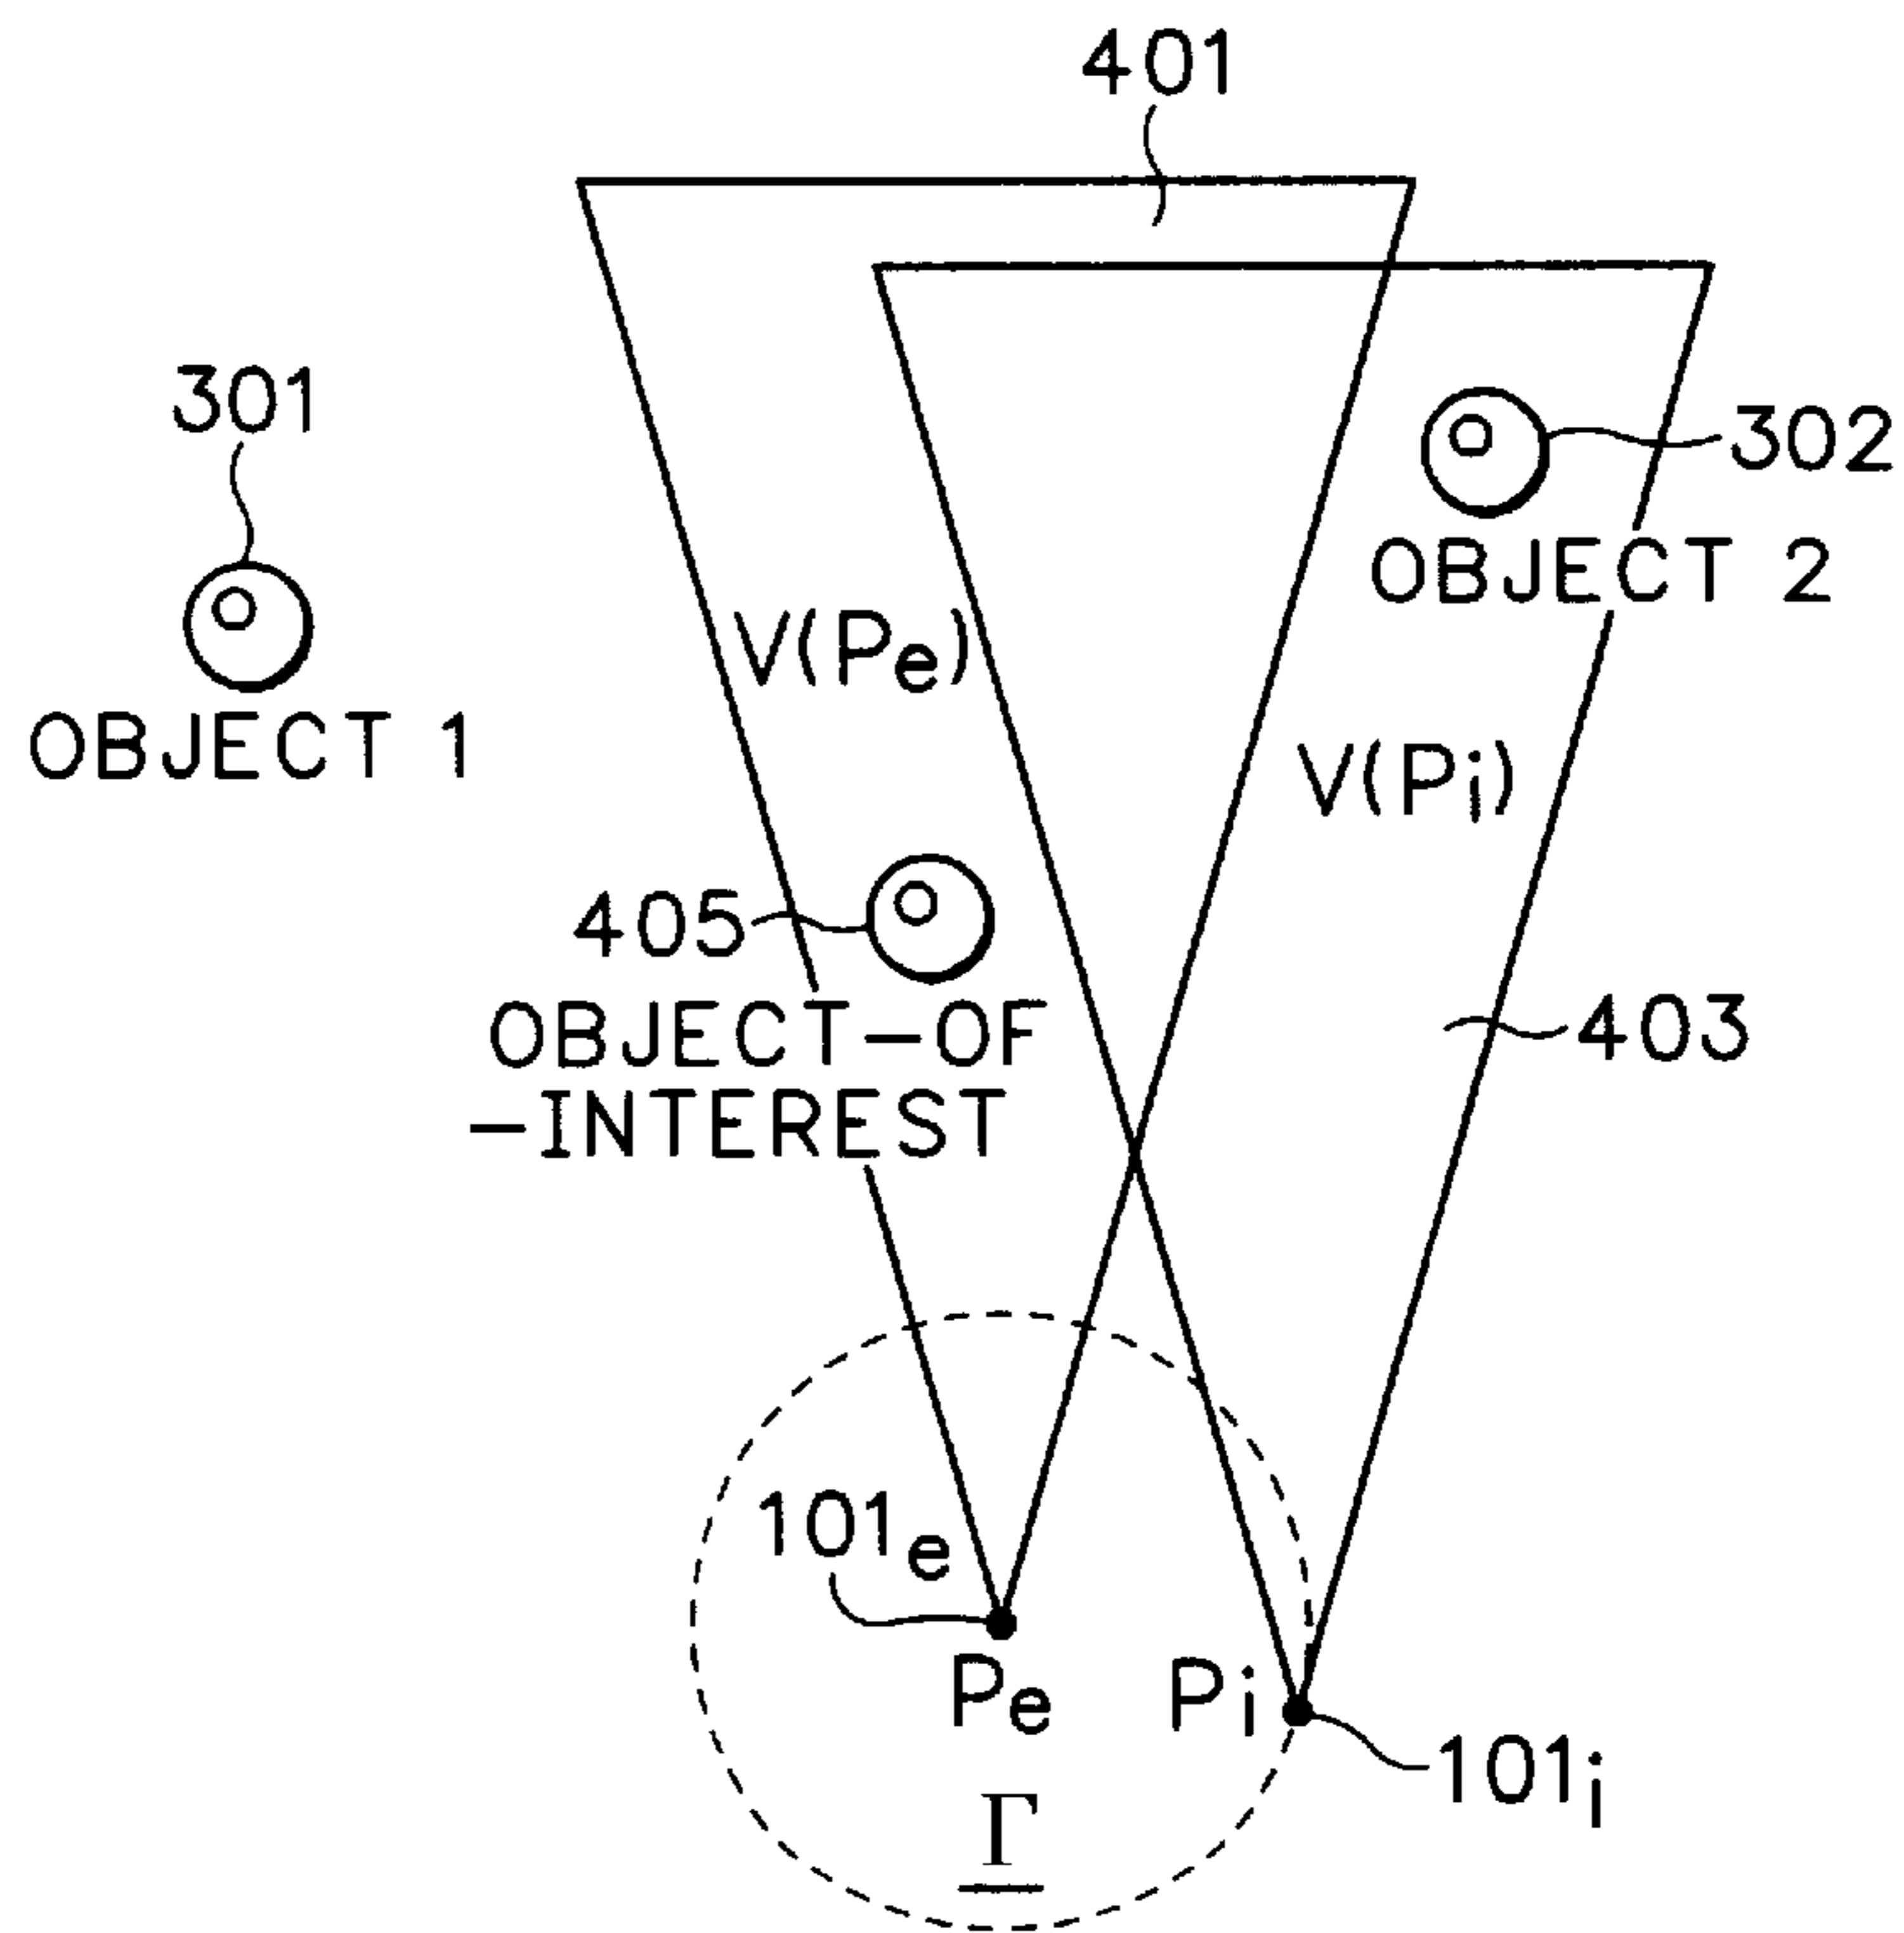 401
301
302
OBJECT 2
V(Pe)
OBJECT 1
V(Pi)
405
OBJECT-OF
-INTEREST
403
101e
Pe
Pi
101i
Γ